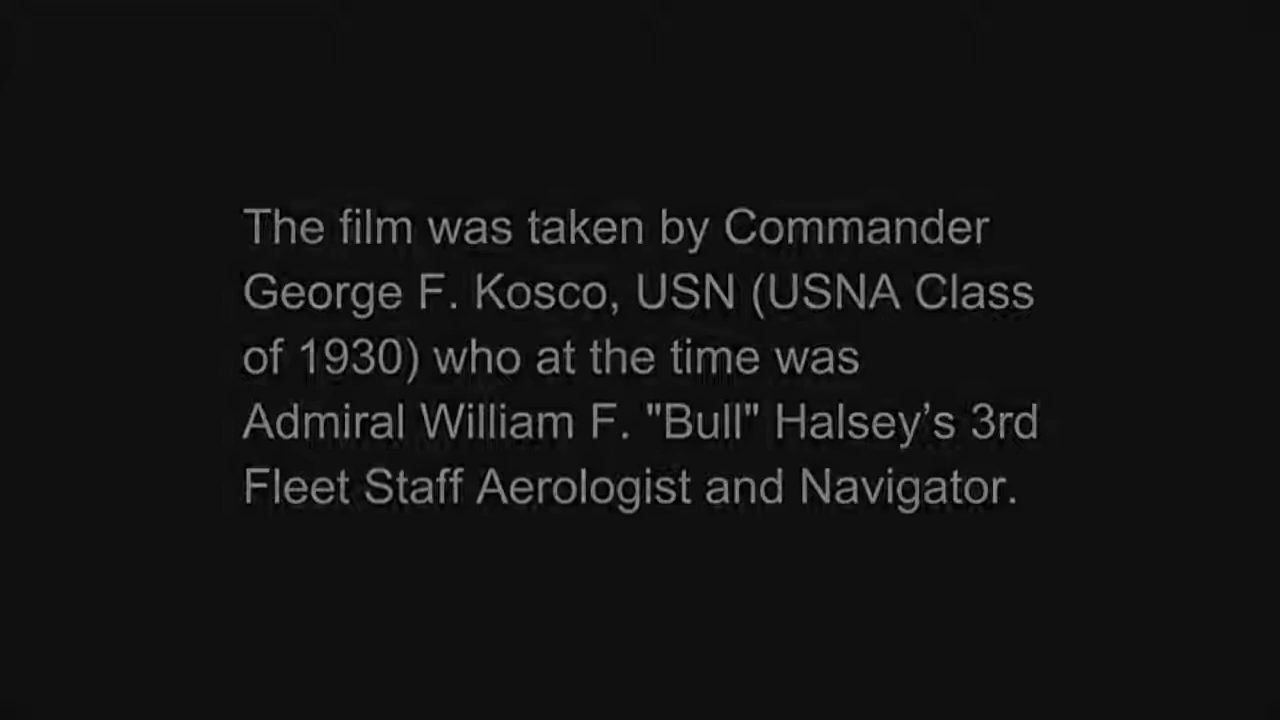 The film was taken by Commander
George F. Kosco, USN (USNA Class
of 1930) who at the time was
Admiral William F. "Bull" Halsey’s 3rd
Fleet Staff Aerologist and Navigator.